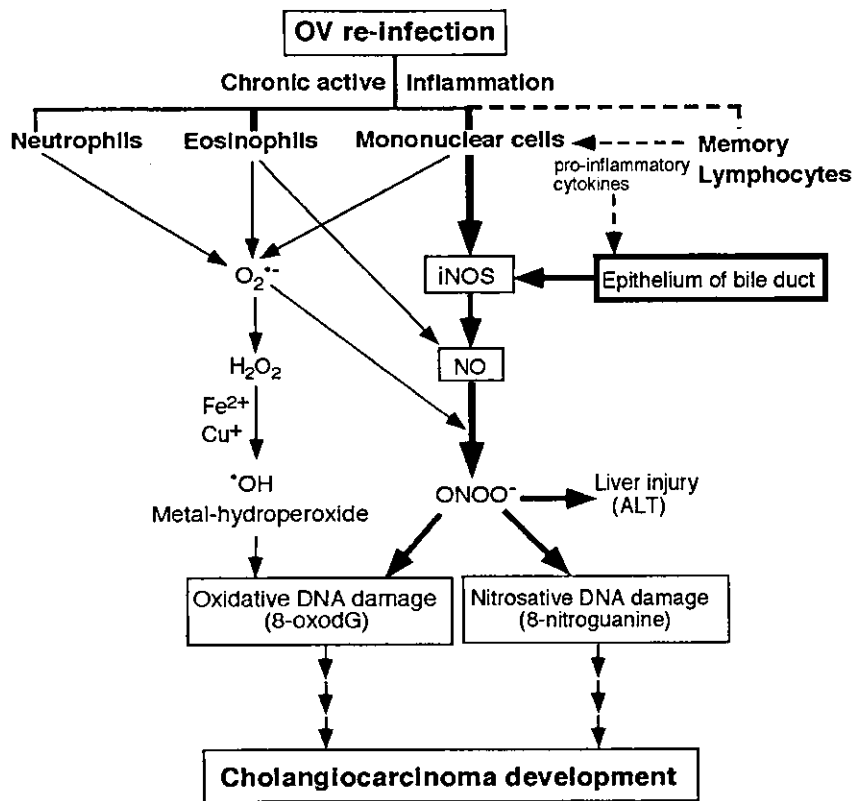 OV re-infection
Chronic active Inflammation
Neutrophils Eosinophils Mononuclear cells Memory
Lymphocytes
pro-inflammatory
cytokines
O₂•⁻ iNOS Epithelium of bile duct
H₂O₂ NO
Fe²⁺
Cu⁺
•OH
Metal-hydroperoxide
ONOO⁻ Liver injury
(ALT)
Oxidative DNA damage Nitrosative DNA damage
(8-oxodG) (8-nitroguanine)
Cholangiocarcinoma development